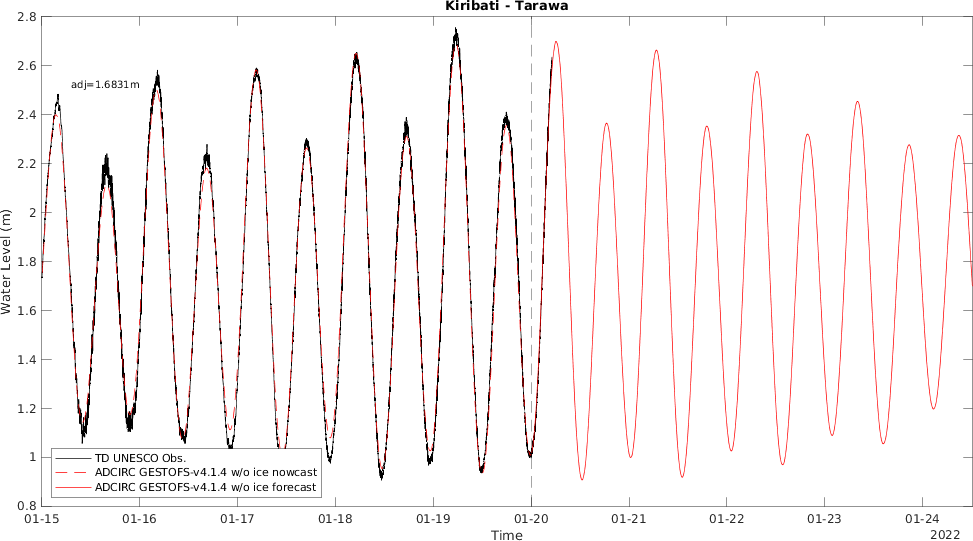 Kiribati - Tarawa
2.8
2.6
adj=1.6831m
2.4
2.2
2
1.8
1.6
1.4
1.2
1
0.8
Water Level (m)
TD UNESCO Obs.
ADCIRC GESTOFS-v4.1.4 w/o ice nowcast
ADCIRC GESTOFS-v4.1.4 w/o ice forecast
01-15 01-16 01-17 01-18 01-19 01-20 01-21 01-22 01-23 01-24
Time
2022